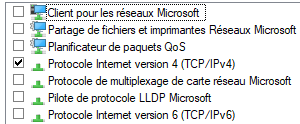 Client pour les réseaux Microsoft
Partage de fichiers et imprimantes Réseaux Microsoft
Planificateur de paquets QoS
Protocole Internet version 4 (TCP/IPv4)
Protocole de multiplexage de carte réseau Microsoft
Pilote de protocole LLDP Microsoft
Protocole Internet version 6 (TCP/IPv6)